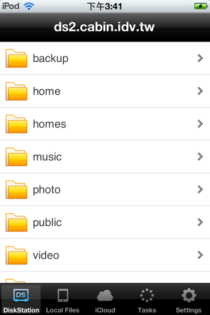 iPod 下午3:41
ds2.cabin.idv.tw
backup
home
homes
music
photo
public
video
DS
DiskStation Local Files iCloud Tasks Settings